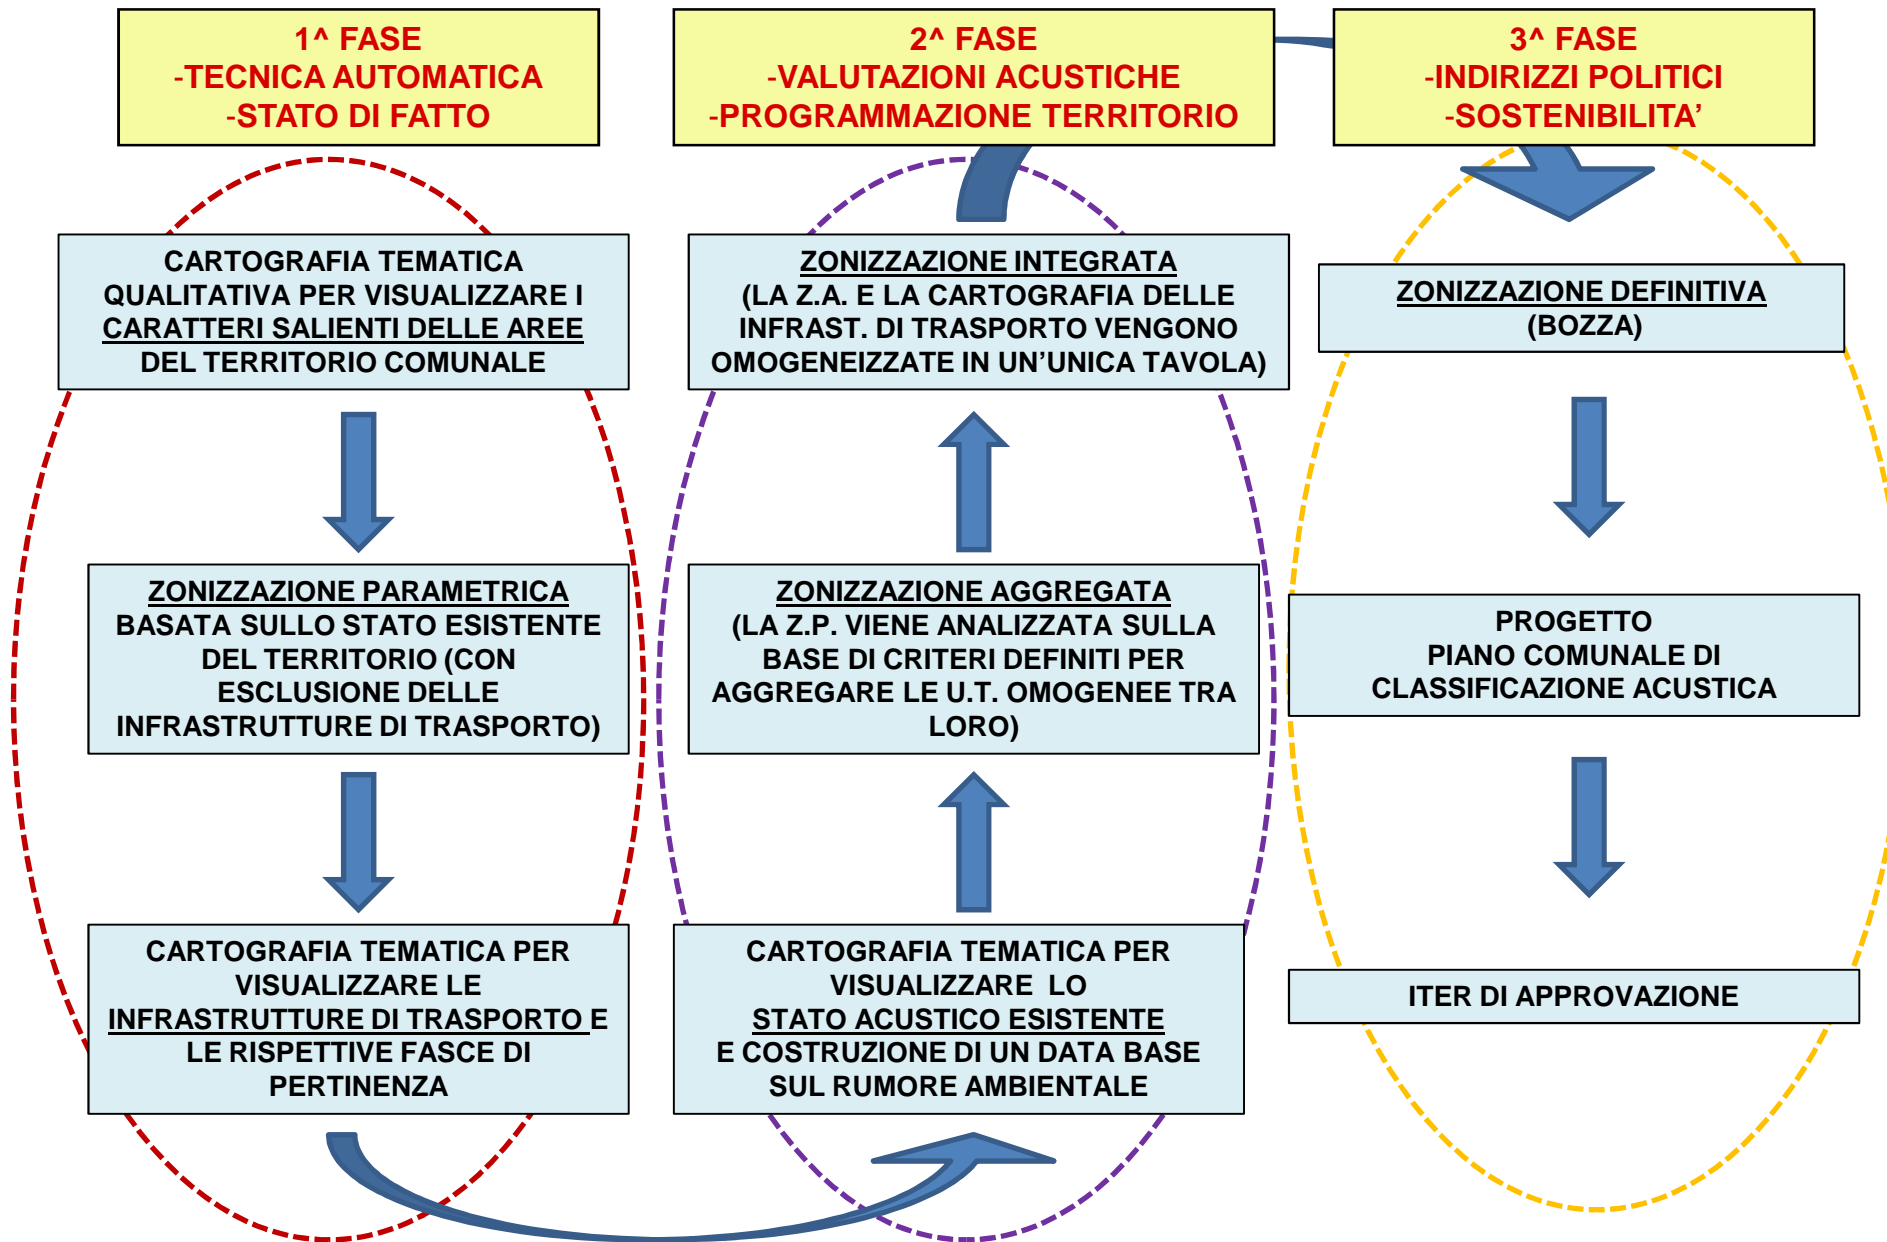 1^ FASE
-TECNICA AUTOMATICA
-STATO DI FATTO
CARTOGRAFIA TEMATICA
QUALITATIVA PER VISUALIZZARE I
CARATTERI SALIENTI DELLE AREE
DEL TERRITORIO COMUNALE
ZONIZZAZIONE PARAMETRICA
BASATA SULLO STATO ESISTENTE
DEL TERRITORIO (CON
ESCLUSIONE DELLE
INFRASTRUTTURE DI TRASPORTO)
CARTOGRAFIA TEMATICA PER
VISUALIZZARE LE
INFRASTRUTTURE DI TRASPORTO E
LE RISPETTIVE FASCE DI
PERTINENZA
2^ FASE
-VALUTAZIONI ACUSTICHE
-PROGRAMMAZIONE TERRITORIO
ZONIZZAZIONE INTEGRATA
(LA Z.A. E LA CARTOGRAFIA DELLE
INFRAST. DI TRASPORTO VENGONO
OMOGENEIZZATE IN UN’UNICA TAVOLA)
ZONIZZAZIONE AGGREGATA
(LA Z.P. VIENE ANALIZZATA SULLA
BASE DI CRITERI DEFINITI PER
AGGREGARE LE U.T. OMOGENEE TRA
LORO)
CARTOGRAFIA TEMATICA PER
VISUALIZZARE LO
STATO ACUSTICO ESISTENTE
E COSTRUZIONE DI UN DATA BASE
SUL RUMORE AMBIENTALE
3^ FASE
-INDIRIZZI POLITICI
-SOSTENIBILITA’
ZONIZZAZIONE DEFINITIVA
(BOZZA)
PROGETTO
PIANO COMUNALE DI
CLASSIFICAZIONE ACUSTICA
ITER DI APPROVAZIONE